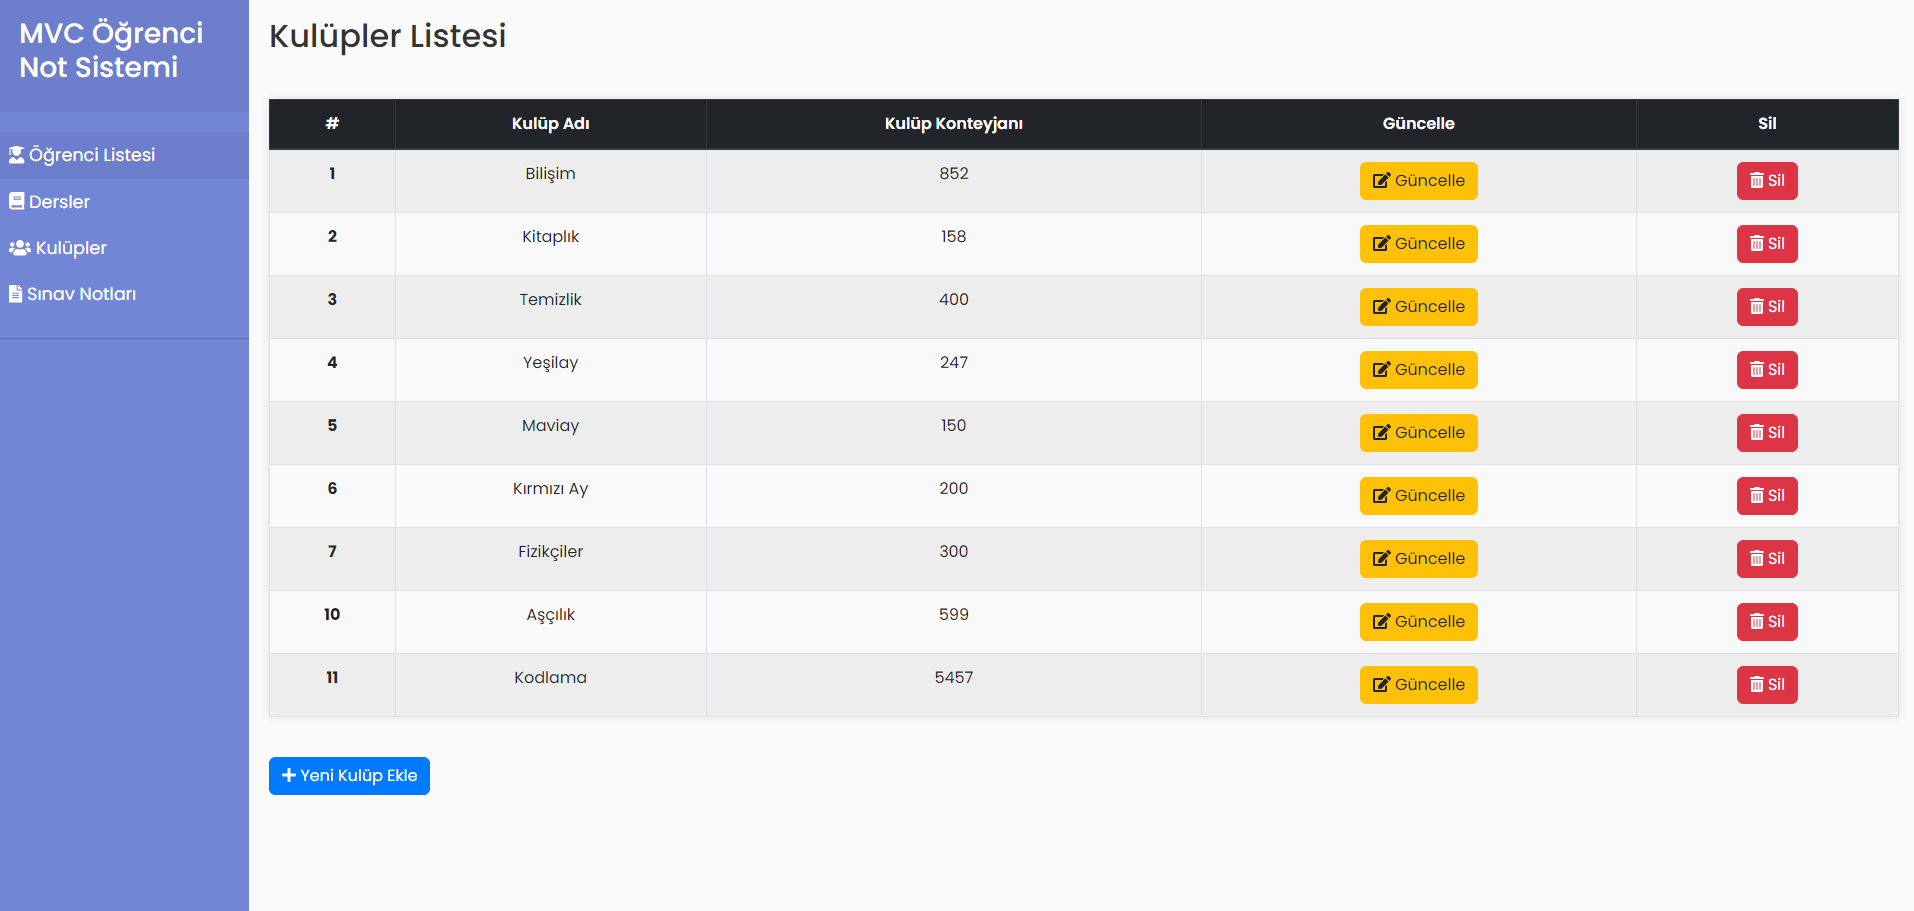 MVC Öğrenci
Not Sistemi
Öğrenci Listesi
Dersler
Kulüpler
Sınav Notları
Kulüpler Listesi
# Kulüp Adı Kulüp Konteyjanı Güncelle Sil
1 Bilişim 852 Güncelle Sil
2 Kitaplık 158 Güncelle Sil
3 Temizlik 400 Güncelle Sil
4 Yeşilay 247 Güncelle Sil
5 Maviay 150 Güncelle Sil
6 Kırmızı Ay 200 Güncelle Sil
7 Fizikçiler 300 Güncelle Sil
10 Aşçılık 599 Güncelle Sil
11 Kodlama 5457 Güncelle Sil
Yeni Kulüp Ekle